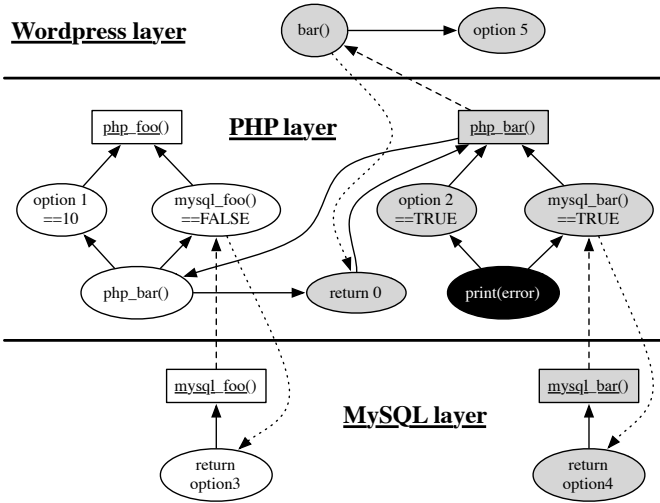 Wordpress layer
bar()
option 5
php_foo()
PHP layer
php_bar()
option 1
==10
mysql_foo()
==FALSE
option 2
==TRUE
mysql_bar()
==TRUE
php_bar()
return 0
print(error)
mysql_foo()
mysql_bar()
MySQL layer
return
option3
return
option4